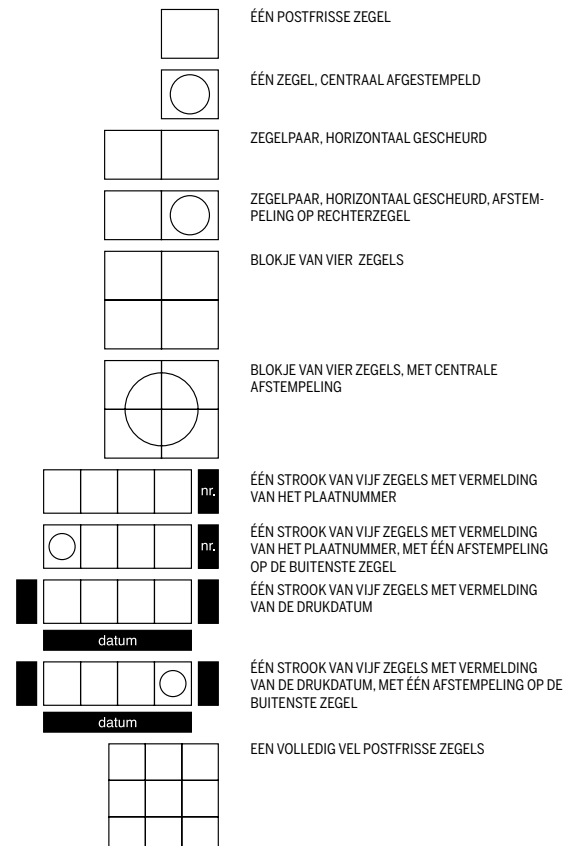 ÉÉN POSTFRISSE ZEGEL
ÉÉN ZEGEL, CENTRAAL AFGESTEMPELD
ZEGELPAAR, HORIZONTAAL GESCHEURD
ZEGELPAAR, HORIZONTAAL GESCHEURD, AFSTEM-
PELING OP RECHTERZEGEL
BLOKJE VAN VIER ZEGELS
BLOKJE VAN VIER ZEGELS, MET CENTRALE
AFSTEMPELING
nr.
ÉÉN STROOK VAN VIJF ZEGELS MET VERMELDING
VAN HET PLAATNUMMER
nr.
ÉÉN STROOK VAN VIJF ZEGELS MET VERMELDING
VAN HET PLAATNUMMER, MET ÉÉN AFSTEMPELING
OP DE BUITENSTE ZEGEL
ÉÉN STROOK VAN VIJF ZEGELS MET VERMELDING
VAN DE DRUKDATUM
datum
ÉÉN STROOK VAN VIJF ZEGELS MET VERMELDING
VAN DE DRUKDATUM, MET ÉÉN AFSTEMPELING OP DE
BUITENSTE ZEGEL
datum
EEN VOLLEDIG VEL POSTFRISSE ZEGELS